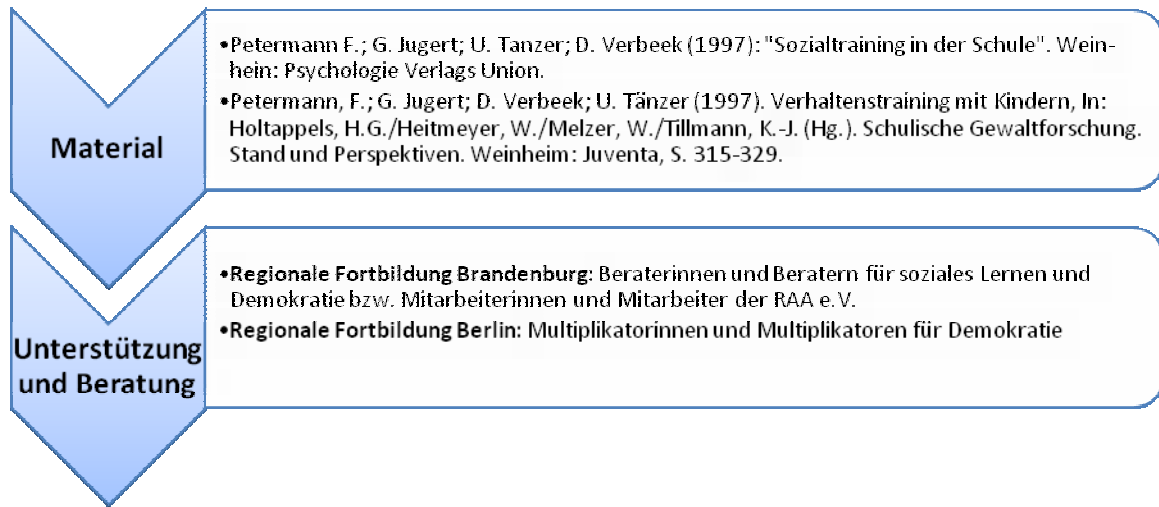 Material
•Petermann F.; G. Jugert; U. Tanzer; D. Verbeek (1997): "Sozialtraining in der Schule". Wein-
hein: Psychologie Verlags Union.
•Petermann, F.; G. Jugert; D. Verbeek; U. Tänzer (1997). Verhaltenstraining mit Kindern, In:
Holtappels, H.G./Heitmeyer, W./Melzer, W./Tillmann, K.-J. (Hg.). Schulische Gewaltforschung.
Stand und Perspektiven. Weinheim: Juventa, S. 315-329.
Unterstützung
und Beratung
•Regionale Fortbildung Brandenburg: Beraterinnen und Beratern für soziales Lernen und
Demokratie bzw. Mitarbeiterinnen und Mitarbeiter der RAA e.V.
•Regionale Fortbildung Berlin: Multiplikatorinnen und Multiplikatoren für Demokratie